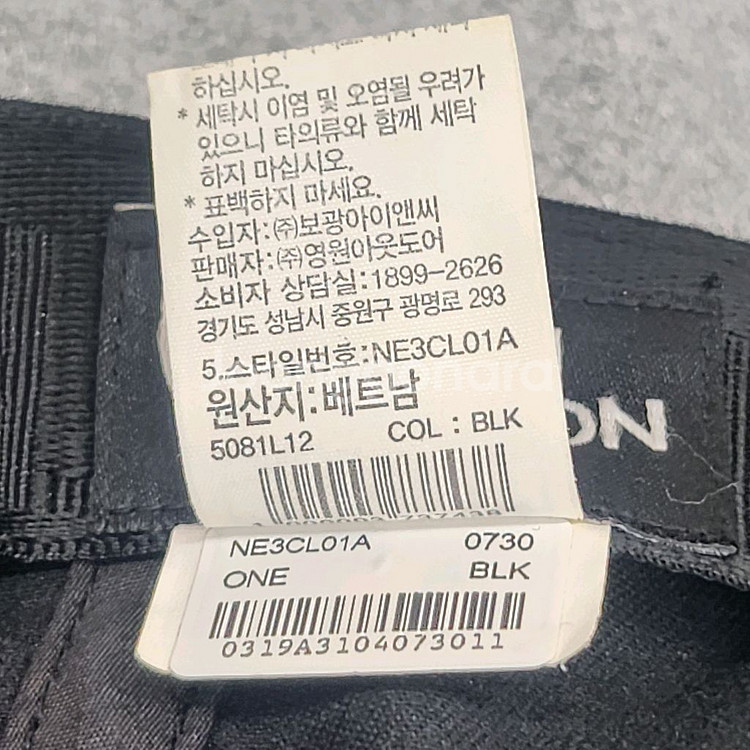 하십시오.
* 세탁시 이염 및 오염될 우려가
있으니 타의류와 함께 세탁
하지 마십시오.
* 표백하지 마세요.
수입자:㈜보광아이앤씨
판매자:㈜영원아웃도어
소비자 상담실:1899-2626
경기도 성남시 중원구 광명로 293
5.스타일번호:NE3CL01A
원산지:베트남
5081L12 COL : BLK
ON
NE3CL01A 0730
ONE BLK
0319A3104073011